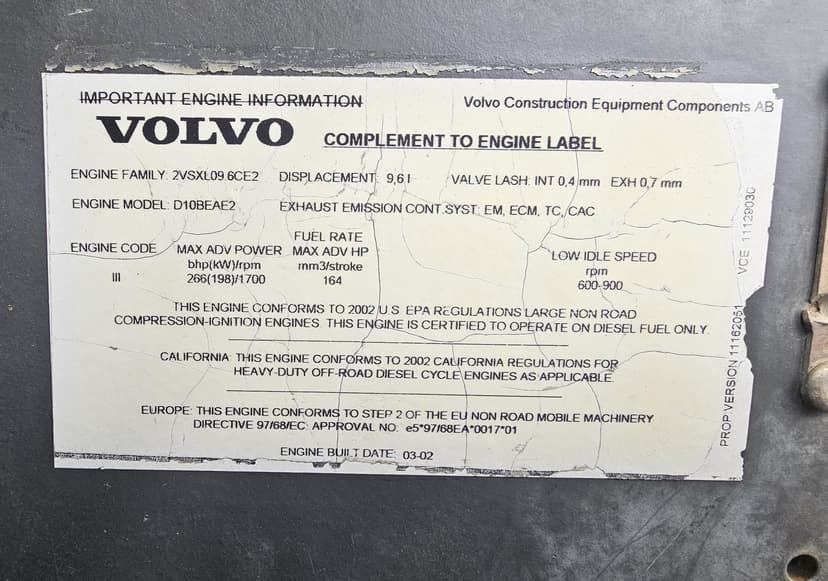 IMPORTANT ENGINE INFORMATION
Volvo Construction Equipment Components AB
VOLVO
COMPLEMENT TO ENGINE LABEL
ENGINE FAMILY: 2VSXL09.6CE2 DISPLACEMENT: 9,6 l VALVE LASH: INT 0,4 mm EXH 0,7 mm
ENGINE MODEL: D10BEAE2 EXHAUST EMISSION CONT.SYST: EM, ECM, TC, CAC
ENGINE CODE MAX ADV POWER FUEL RATE MAX ADV HP LOW IDLE SPEED
bhp(kW)/rpm mm3/stroke rpm
III 266(198)/1700 164 600-900
THIS ENGINE CONFORMS TO 2002 U.S EPA REGULATIONS LARGE NON ROAD
COMPRESSION-IGNITION ENGINES. THIS ENGINE IS CERTIFIED TO OPERATE ON DIESEL FUEL ONLY.
CALIFORNIA: THIS ENGINE CONFORMS TO 2002 CALIFORNIA REGULATIONS FOR
HEAVY-DUTY OFF-ROAD DIESEL CYCLE ENGINES AS APPLICABLE
EUROPE: THIS ENGINE CONFORMS TO STEP 2 OF THE EU NON ROAD MOBILE MACHINERY
DIRECTIVE 97/68/EC: APPROVAL NO: e5*97/68EA*0017*01
ENGINE BUILT DATE: 03-02
PROP.VERSION 11162051 VCE 11129030